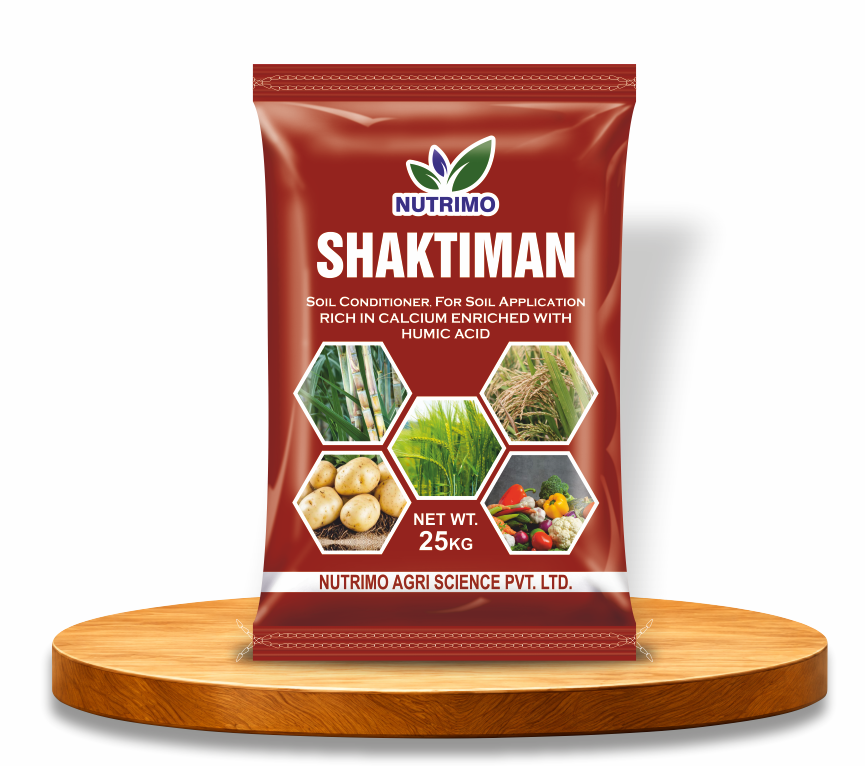 NUTRIMO
SHAKTIMAN
Soil Conditioner. For Soil Application
RICH IN CALCIUM ENRICHED WITH
HUMIC ACID
NET WT.
25KG
NUTRIMO AGRI SCIENCE PVT. LTD.